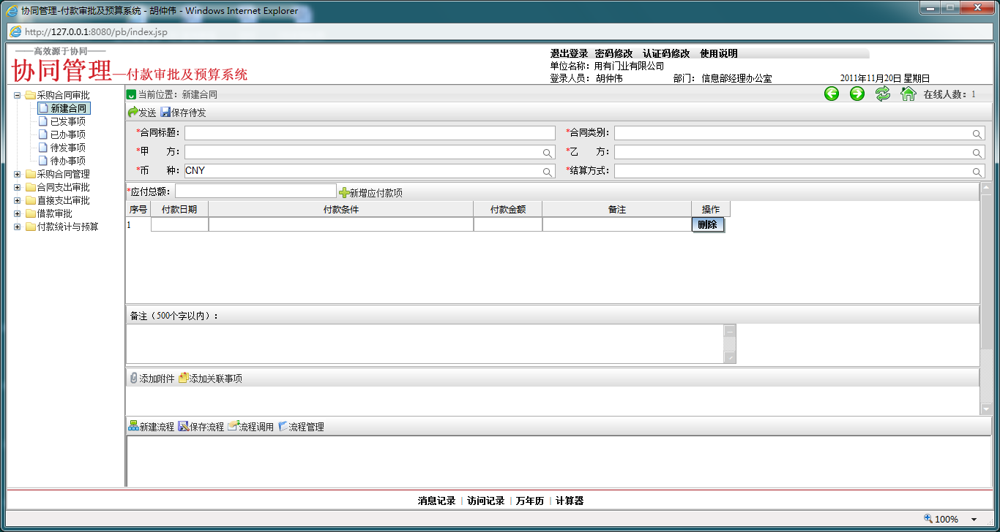 协同管理-付款审批及预算系统 - 胡仲伟 - Windows Internet Explorer
http://127.0.0.1:8080/pb/index.jsp
——高效源于协同——
协同管理—付款审批及预算系统
退出登录 密码修改 认证码修改 使用说明
单位名称：用有门业有限公司
登录人员： 胡仲伟 部门： 信息部经理办公室 2011年11月20日 星期日
采购合同审批
新建合同
已发事项
已办事项
待发事项
待办事项
采购合同管理
合同支出审批
直接支出审批
借款审批
付款统计与预算
当前位置：新建合同 在线人数：1
发送 保存待发
*合同标题： *合同类别：
*甲 方： *乙 方：
*币 种： CNY *结算方式：
*应付总额： 新增应付款项
序号 付款日期 付款条件 付款金额 备注 操作
1 删除
备注（500个字以内）：
添加附件 添加关联事项
新建流程 保存流程 流程调用 流程管理
消息记录 | 访问记录 | 万年历 | 计算器
100%